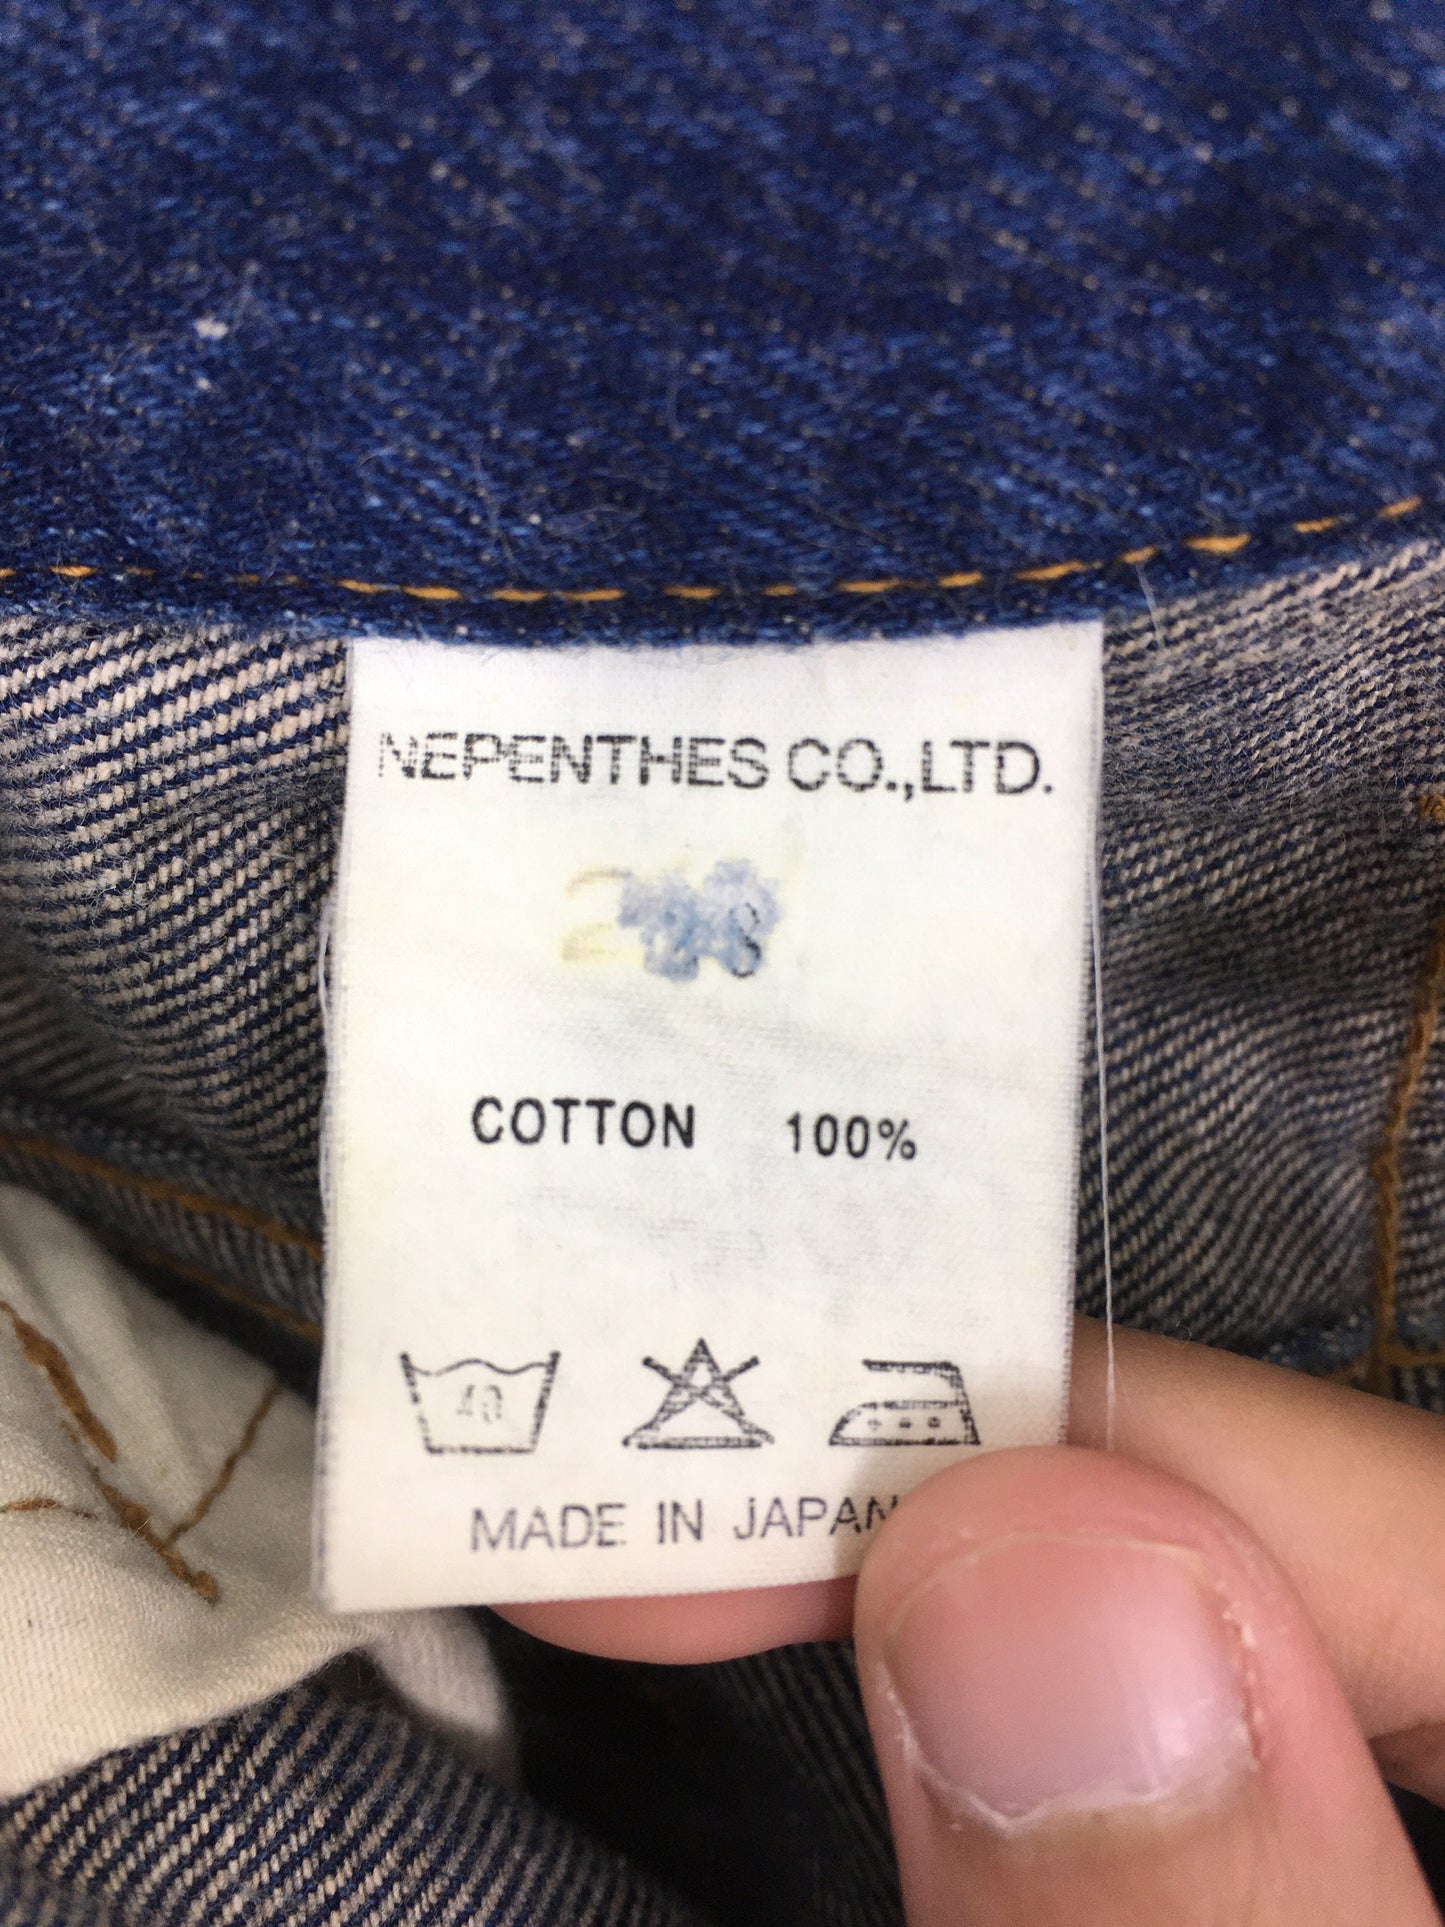 NEPENTHES CO.,LTD.
COTTON 100%
40
MADE IN JAPAN